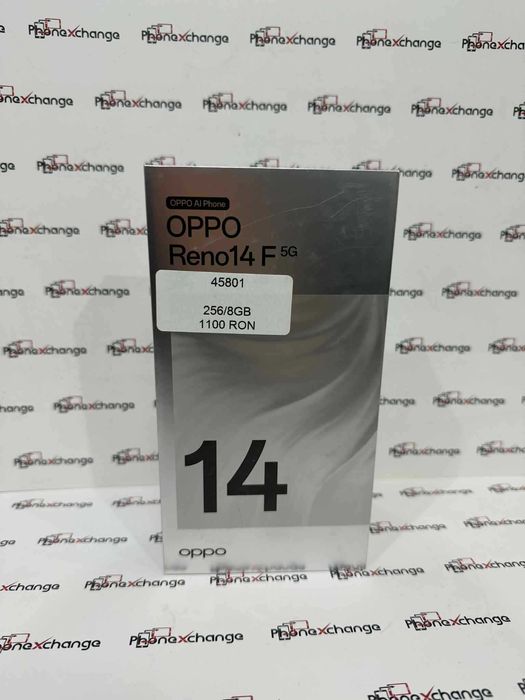 PhoneXchange
OPPO AI Phone
OPPO
Reno14 F 5G
45801
256/8GB
1100 RON
14
oppo